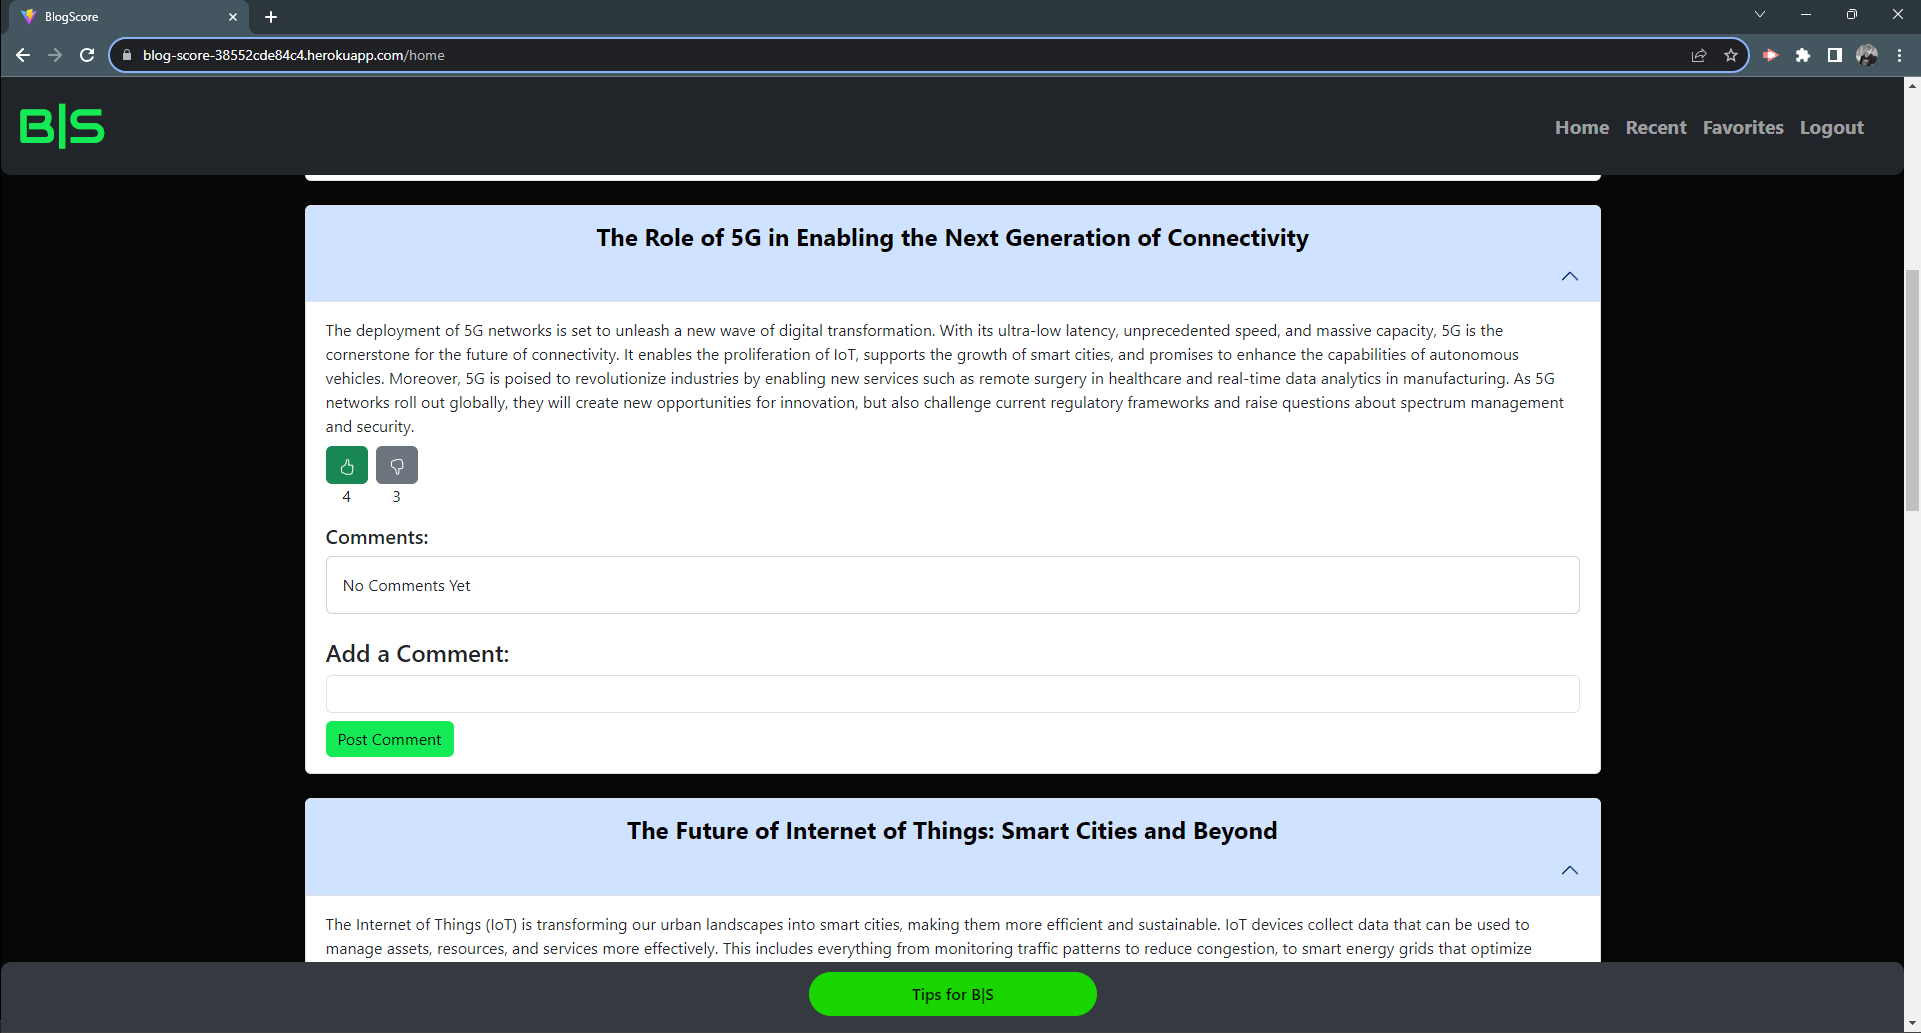 BlogScore
blog-score-38552cde84c4.herokuapp.com/home
B|S
Home Recent Favorites Logout
The Role of 5G in Enabling the Next Generation of Connectivity
The deployment of 5G networks is set to unleash a new wave of digital transformation. With its ultra-low latency, unprecedented speed, and massive capacity, 5G is the
cornerstone for the future of connectivity. It enables the proliferation of IoT, supports the growth of smart cities, and promises to enhance the capabilities of autonomous
vehicles. Moreover, 5G is poised to revolutionize industries by enabling new services such as remote surgery in healthcare and real-time data analytics in manufacturing. As 5G
networks roll out globally, they will create new opportunities for innovation, but also challenge current regulatory frameworks and raise questions about spectrum management
and security.
4 3
Comments:
No Comments Yet
Add a Comment:
Post Comment
The Future of Internet of Things: Smart Cities and Beyond
The Internet of Things (IoT) is transforming our urban landscapes into smart cities, making them more efficient and sustainable. IoT devices collect data that can be used to
manage assets, resources, and services more effectively. This includes everything from monitoring traffic patterns to reduce congestion, to smart energy grids that optimize
Tips for B|S